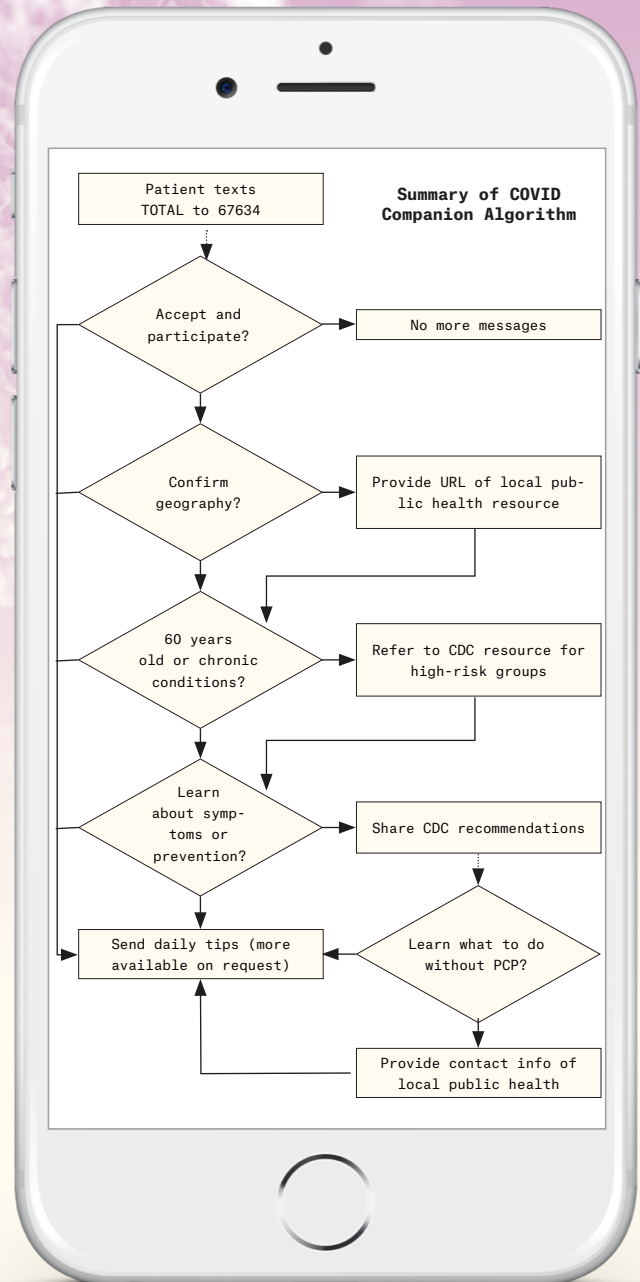 Summary of COVID
Companion Algorithm
Patient texts
TOTAL to 67634
Accept and
participate?
No more messages
Confirm
geography?
Provide URL of local pub-
lic health resource
60 years
old or chronic
conditions?
Refer to CDC resource for
high-risk groups
Learn
about symp-
toms or
prevention?
Share CDC recommendations
Send daily tips (more
available on request)
Learn what to do
without PCP?
Provide contact info of
local public health